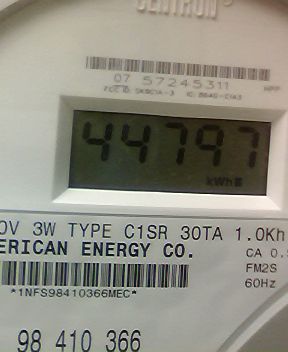 CENTRON®
07 57245311
44797
kWh
0V 3W TYPE C1SR 30TA 1.0Kh
ERICAN ENERGY CO.
CA 0.5
FM2S
*1NFS98410366MEC*
60Hz
98 410 366